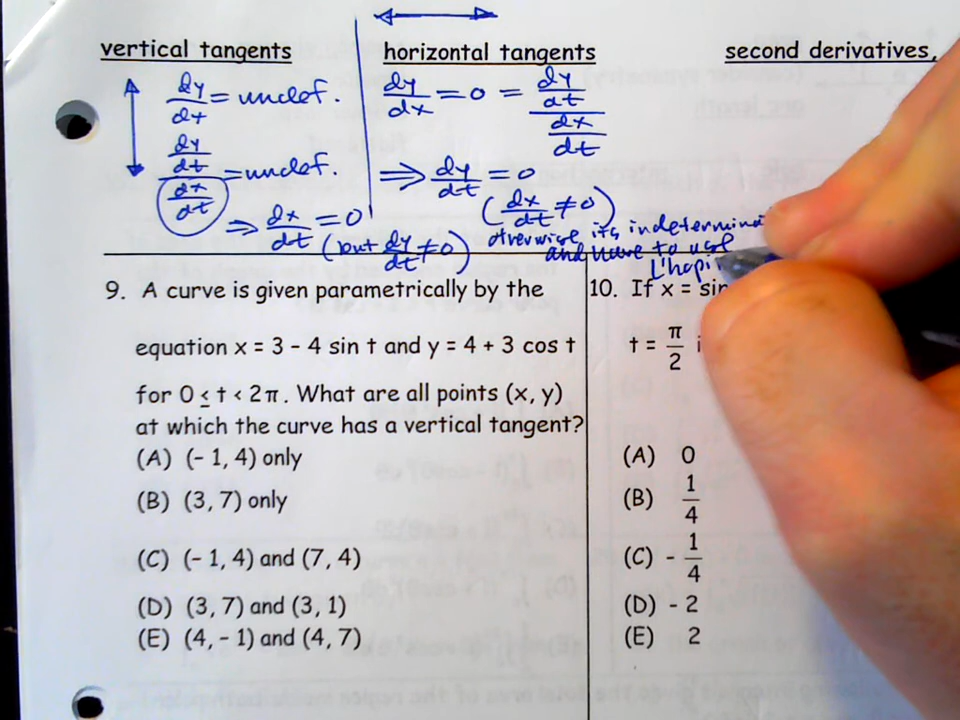 vertical tangents
dy/dx = undef.
dy/dt / dx/dt = undef.
⟹ dx/dt = 0
(but dy/dt ≠ 0)
horizontal tangents
dy/dx = 0 = dy/dt / dx/dt
⟹ dy/dt = 0
(dx/dt ≠ 0)
otherwise its indeterminat
and have to use
L'hopi
second derivatives,
9. A curve is given parametrically by the
equation x = 3 - 4 sin t and y = 4 + 3 cos t
for 0 ≤ t < 2π. What are all points (x, y)
at which the curve has a vertical tangent?
(A) (- 1, 4) only
(B) (3, 7) only
(C) (- 1, 4) and (7, 4)
(D) (3, 7) and (3, 1)
(E) (4, - 1) and (4, 7)
10. If x = sin
t = π/2 i
(A) 0
(B) 1/4
(C) - 1/4
(D) - 2
(E) 2